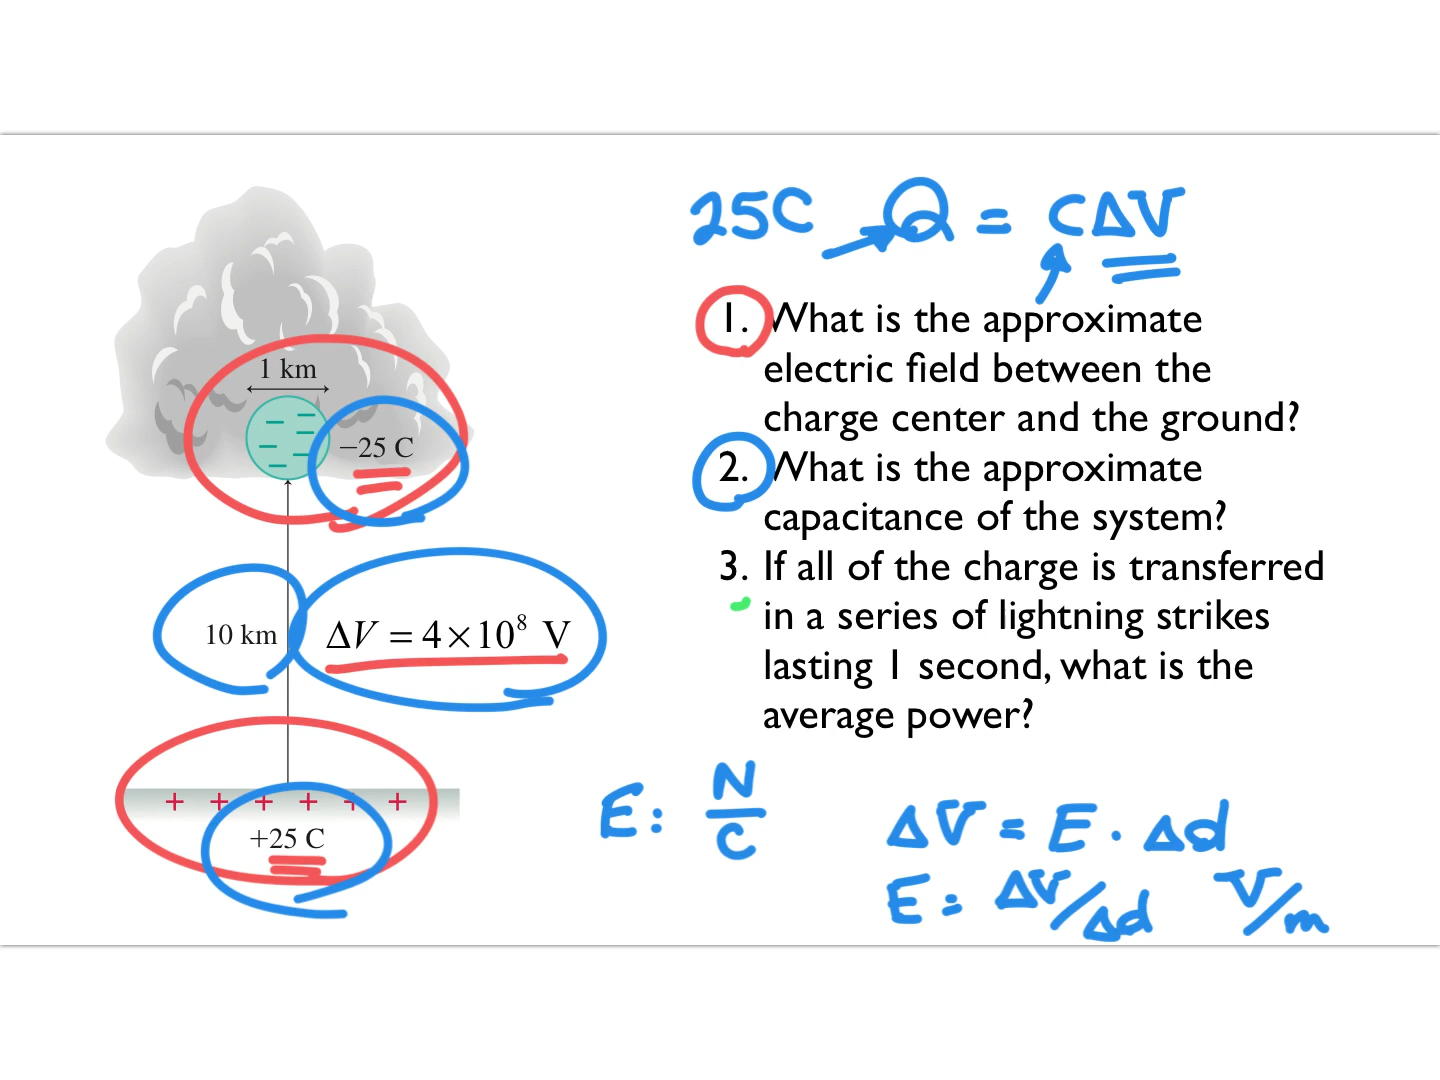 25C Q = CΔV
1 km
−25 C
10 km
ΔV = 4×10⁸ V
+25 C
1. What is the approximate
electric field between the
charge center and the ground?
2. What is the approximate
capacitance of the system?
3. If all of the charge is transferred
in a series of lightning strikes
lasting 1 second, what is the
average power?
E: N/C
ΔV = E · Δd
E = ΔV/Δd V/m